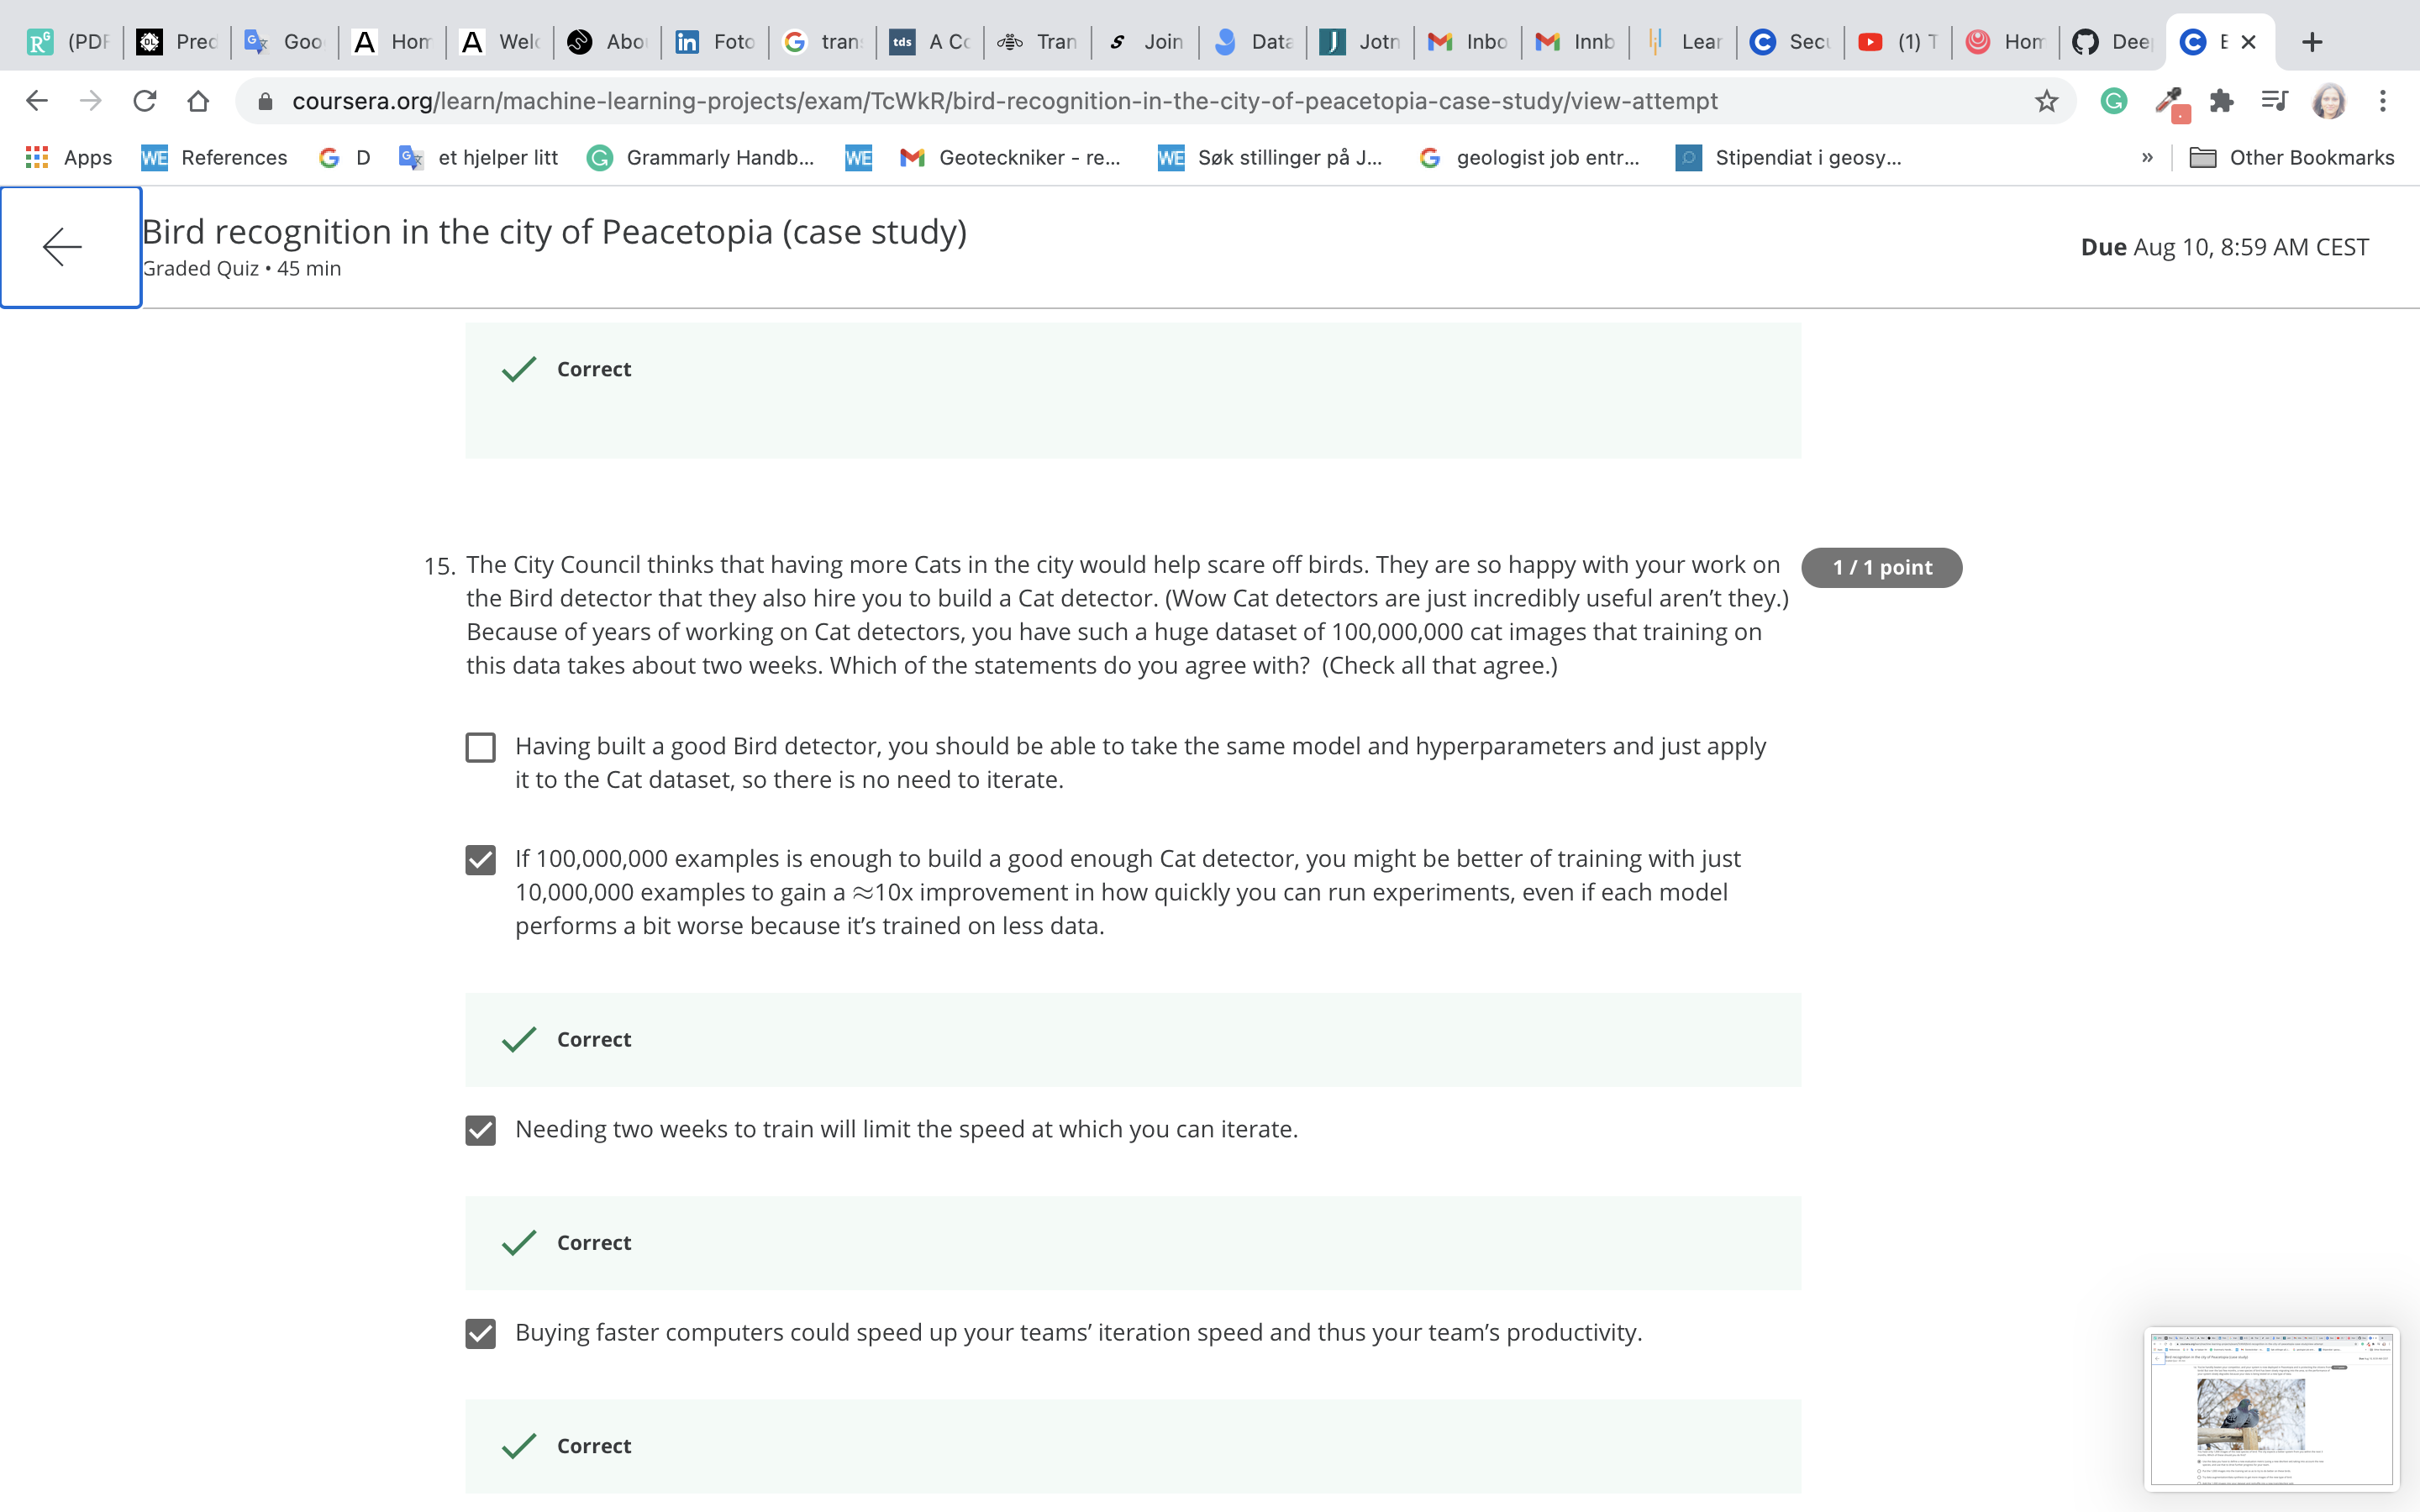 (PDF Pred Goo Hom Welc Abo Foto tran A Co Tran Join Data Jotn Inbo Innb Lear Secu (1) T Hom Deep E
coursera.org/learn/machine-learning-projects/exam/TcWkR/bird-recognition-in-the-city-of-peacetopia-case-study/view-attempt
Apps WE References D et hjelper litt Grammarly Handb... WE Geoteckniker - re... WE Søk stillinger på J... geologist job entr... Stipendiat i geosy... » Other Bookmarks
Bird recognition in the city of Peacetopia (case study)
Graded Quiz • 45 min
Due Aug 10, 8:59 AM CEST
Correct
15. The City Council thinks that having more Cats in the city would help scare off birds. They are so happy with your work on
1 / 1 point
the Bird detector that they also hire you to build a Cat detector. (Wow Cat detectors are just incredibly useful aren’t they.)
Because of years of working on Cat detectors, you have such a huge dataset of 100,000,000 cat images that training on
this data takes about two weeks. Which of the statements do you agree with? (Check all that agree.)
Having built a good Bird detector, you should be able to take the same model and hyperparameters and just apply
it to the Cat dataset, so there is no need to iterate.
If 100,000,000 examples is enough to build a good enough Cat detector, you might be better of training with just
10,000,000 examples to gain a ≈10x improvement in how quickly you can run experiments, even if each model
performs a bit worse because it’s trained on less data.
Correct
Needing two weeks to train will limit the speed at which you can iterate.
Correct
Buying faster computers could speed up your teams’ iteration speed and thus your team’s productivity.
Correct